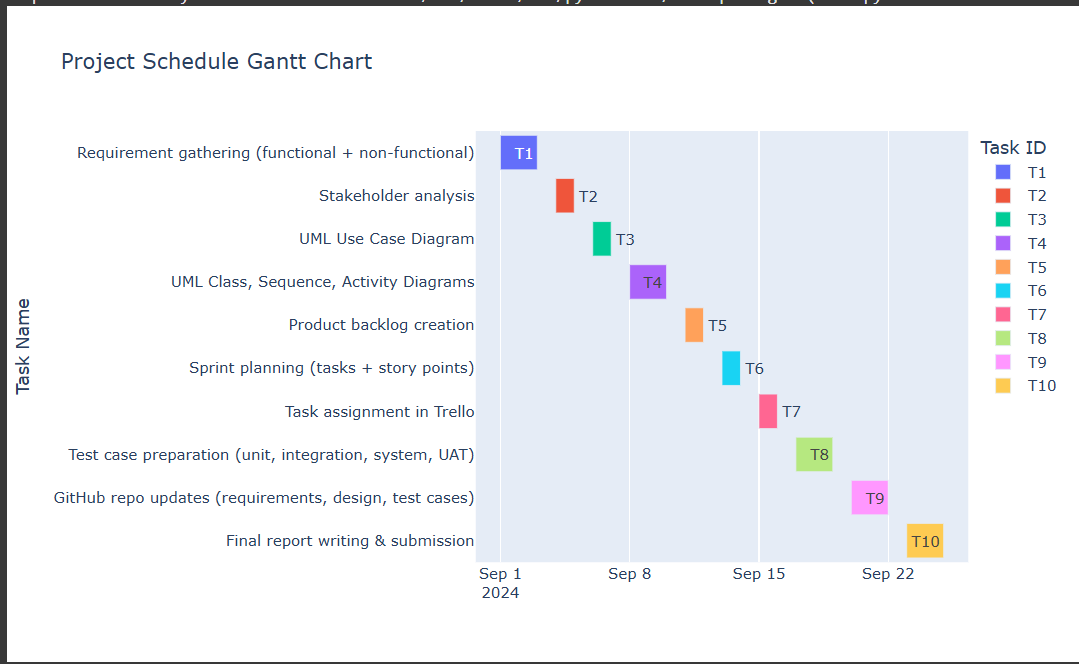 Project Schedule Gantt Chart
Task Name
Requirement gathering (functional + non-functional)
T1
Stakeholder analysis
T2
UML Use Case Diagram
T3
UML Class, Sequence, Activity Diagrams
T4
Product backlog creation
T5
Sprint planning (tasks + story points)
T6
Task assignment in Trello
T7
Test case preparation (unit, integration, system, UAT)
T8
GitHub repo updates (requirements, design, test cases)
T9
Final report writing & submission
T10
Sep 1
2024
Sep 8
Sep 15
Sep 22
Task ID
T1
T2
T3
T4
T5
T6
T7
T8
T9
T10